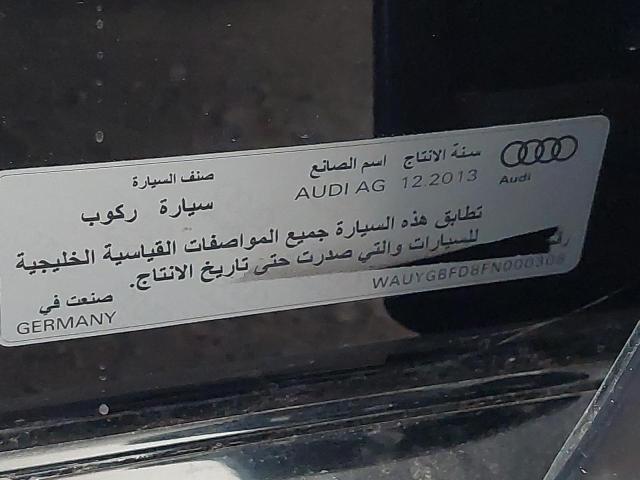 سنة الانتاج اسم الصانع صنف السيارة
Audi 12.2013 AUDI AG سيارة ركوب
تطابق هذه السيارة جميع المواصفات القياسية الخليجية
للسيارات والتي صدرت حتى تاريخ الانتاج.
صنعت في
WAUYGBFD8FN000308 GERMANY